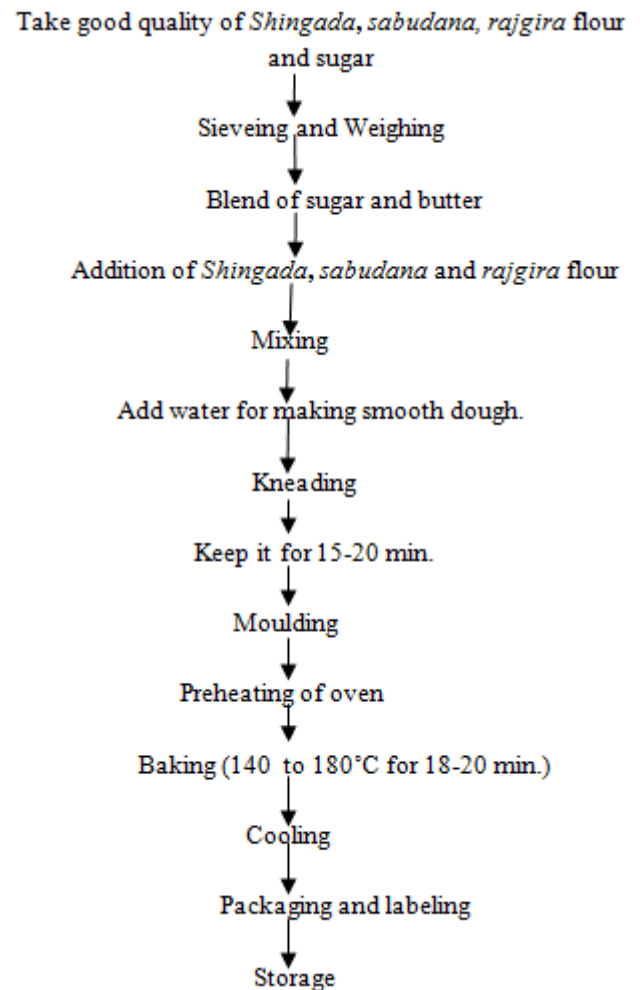 Take good quality of Shingada, sabudana, rajgira flour
and sugar
Sieveing and Weighing
Blend of sugar and butter
Addition of Shingada, sabudana and rajgira flour
Mixing
Add water for making smooth dough.
Kneading
Keep it for 15-20 min.
Moulding
Preheating of oven
Baking (140 to 180°C for 18-20 min.)
Cooling
Packaging and labeling
Storage